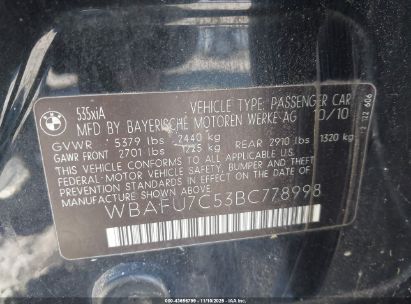 BMW
535xiA
VEHICLE TYPE: PASSENGER CAR
MFD BY BAYERISCHE MOTOREN WERKE AG 10/10
GVWR 5379 lbs 2440 kg
GAWR FRONT 2701 lbs 1225 kg REAR 2910 lbs 1320 kg
THIS VEHICLE CONFORMS TO ALL APPLICABLE
FEDERAL MOTOR VEHICLE SAFETY, BUMPER, AND
THEFT PREVENTION STANDARDS IN EFFECT ON
THE DATE OF MANUFACTURE SHOWN ABOVE.
WBAFU7C53BC778998